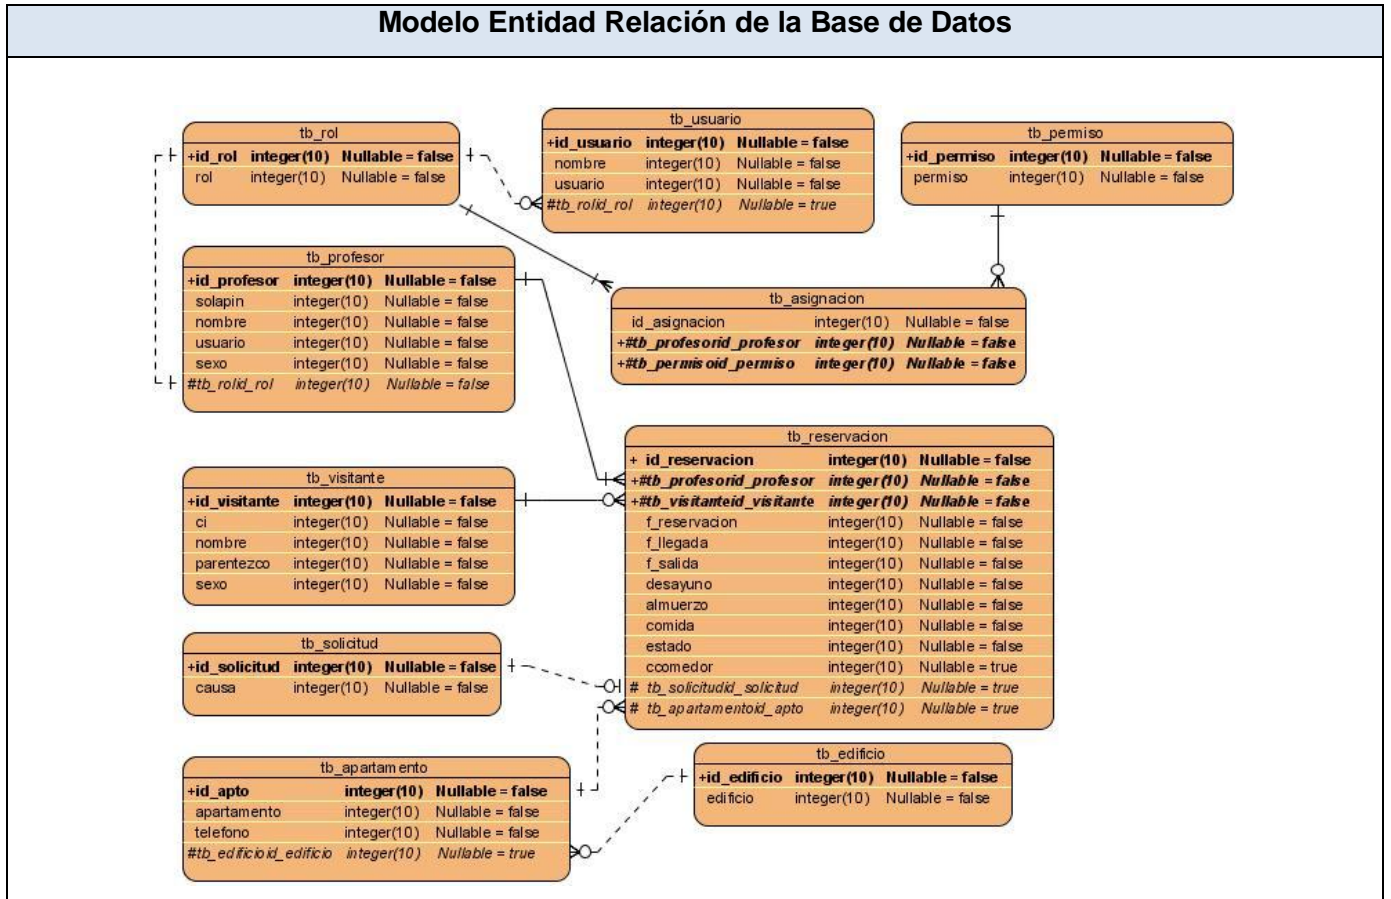 Modelo Entidad Relación de la Base de Datos
tb_rol
+id_rol integer(10) Nullable = false
rol integer(10) Nullable = false
tb_usuario
+id_usuario integer(10) Nullable = false
nombre integer(10) Nullable = false
usuario integer(10) Nullable = false
#tb_rolid_rol integer(10) Nullable = true
tb_permiso
+id_permiso integer(10) Nullable = false
permiso integer(10) Nullable = false
tb_profesor
+id_profesor integer(10) Nullable = false
solapin integer(10) Nullable = false
nombre integer(10) Nullable = false
usuario integer(10) Nullable = false
sexo integer(10) Nullable = false
#tb_rolid_rol integer(10) Nullable = false
tb_asignacion
id_asignacion integer(10) Nullable = false
+#tb_profesorid_profesor integer(10) Nullable = false
+#tb_permisoid_permiso integer(10) Nullable = false
tb_reservacion
+ id_reservacion integer(10) Nullable = false
+#tb_profesorid_profesor integer(10) Nullable = false
+#tb_visitanteid_visitante integer(10) Nullable = false
f_reservacion integer(10) Nullable = false
f_llegada integer(10) Nullable = false
f_salida integer(10) Nullable = false
desayuno integer(10) Nullable = false
almuerzo integer(10) Nullable = false
comida integer(10) Nullable = false
estado integer(10) Nullable = false
ccomedor integer(10) Nullable = true
# tb_solicitudid_solicitud integer(10) Nullable = true
# tb_apartamentoid_apto integer(10) Nullable = true
tb_visitante
+id_visitante integer(10) Nullable = false
ci integer(10) Nullable = false
nombre integer(10) Nullable = false
parentezco integer(10) Nullable = false
sexo integer(10) Nullable = false
tb_solicitud
+id_solicitud integer(10) Nullable = false
causa integer(10) Nullable = false
tb_apartamento
+id_apto integer(10) Nullable = false
apartamento integer(10) Nullable = false
telefono integer(10) Nullable = false
#tb_edificioid_edificio integer(10) Nullable = true
tb_edificio
+id_edificio integer(10) Nullable = false
edificio integer(10) Nullable = false